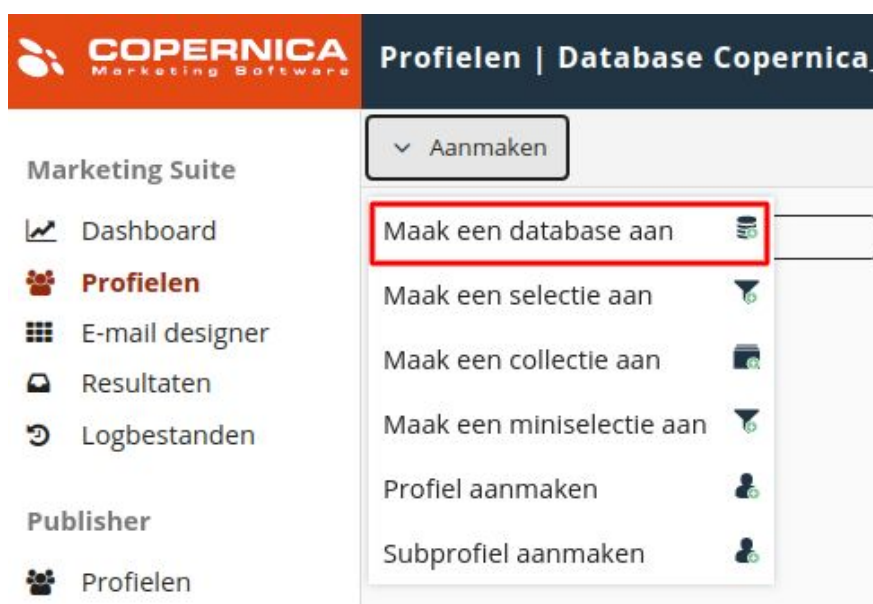 COPERNICA
Marketing Software
Profielen | Database Copernica_
Aanmaken
Marketing Suite
Dashboard
Profielen
E-mail designer
Resultaten
Logbestanden
Publisher
Profielen
Maak een database aan
Maak een selectie aan
Maak een collectie aan
Maak een miniselectie aan
Profiel aanmaken
Subprofiel aanmaken